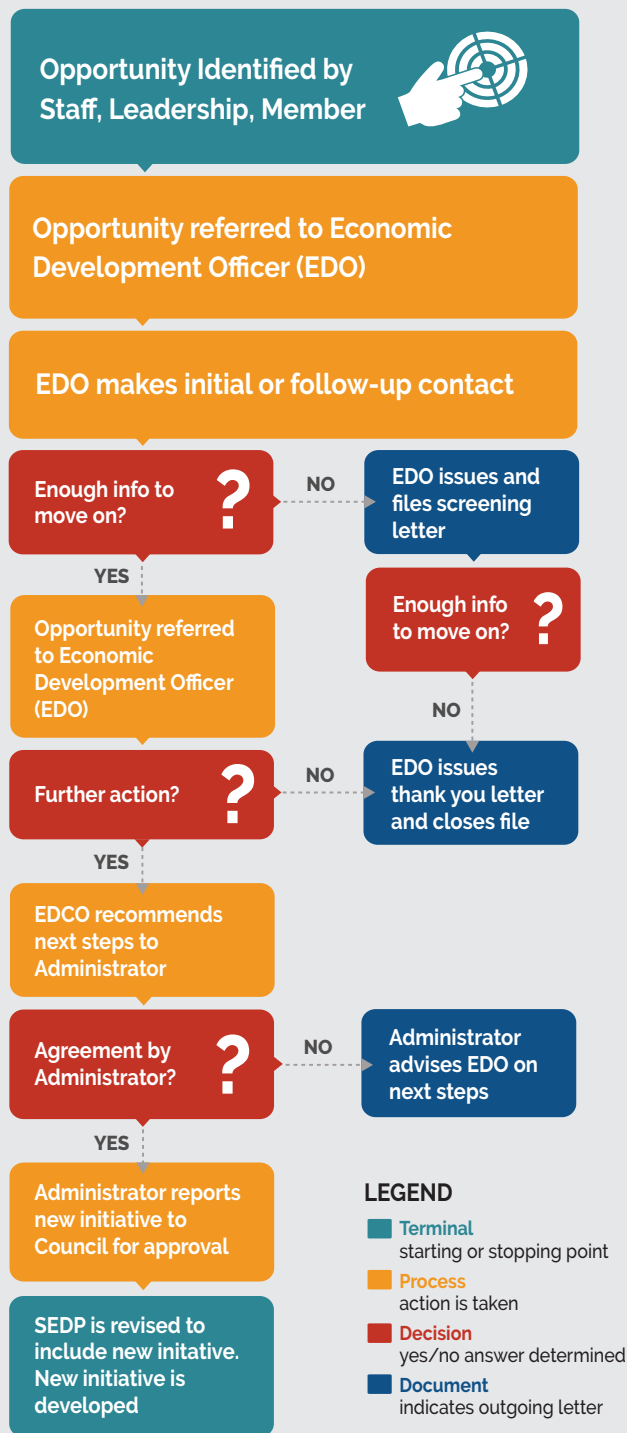 Opportunity Identified by
Staff, Leadership, Member
Opportunity referred to Economic
Development Officer (EDO)
EDO makes initial or follow-up contact
Enough info to
move on?
?
NO
EDO issues and
files screening
letter
YES
Enough info
to move on?
?
Opportunity referred
to Economic
Development Officer
(EDO)
NO
Further action?
?
NO
EDO issues
thank you letter
and closes file
YES
EDCO recommends
next steps to
Administrator
Agreement by
Administrator?
?
NO
Administrator
advises EDO on
next steps
YES
Administrator reports
new initiative to
Council for approval
SEDP is revised to
include new initative.
New initiative is
developed
LEGEND
Terminal
starting or stopping point
Process
action is taken
Decision
yes/no answer determined
Document
indicates outgoing letter